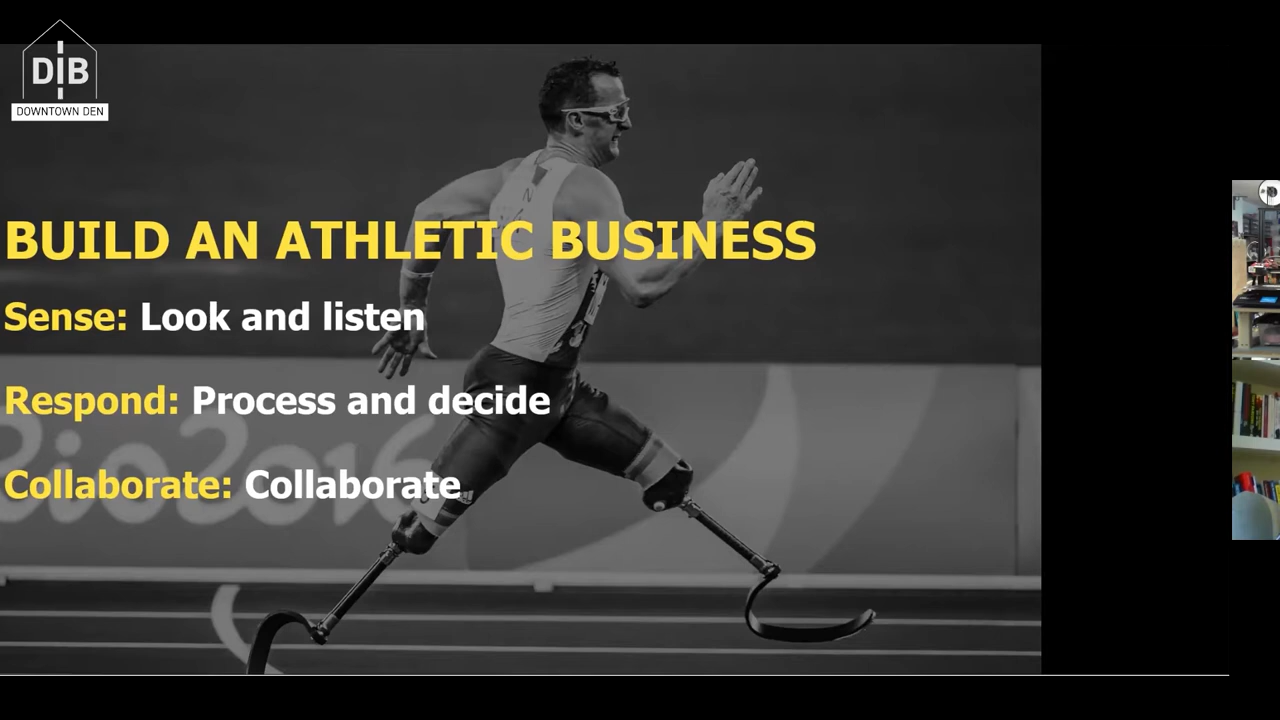 DIB
DOWNTOWN DEN
BUILD AN ATHLETIC BUSINESS
Sense: Look and listen
Respond: Process and decide
Collaborate: Collaborate
Rio2016